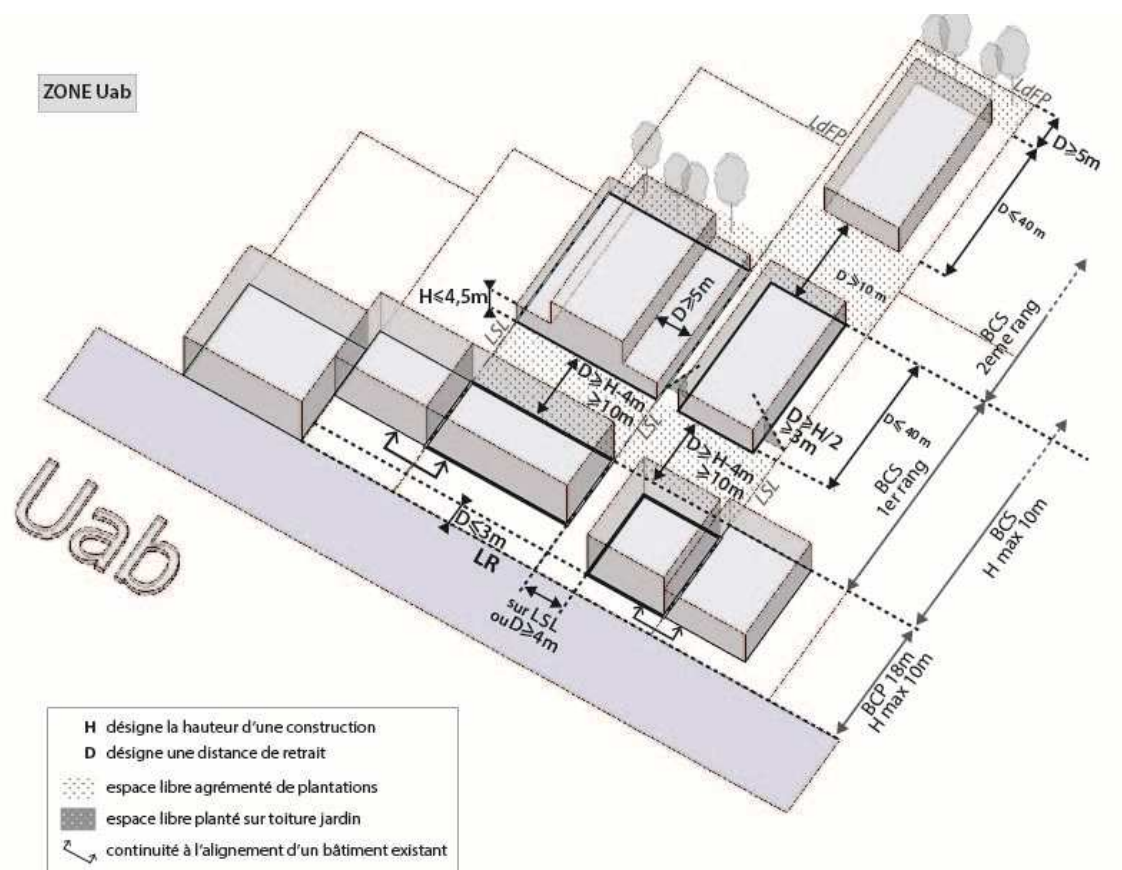 ZONE Uab
LdFP
LdFP
D⩾5m
D⩽40 m
D⩾10 m
H⩽4,5m
LSL
D⩾5m
BCS
2eme rang
D⩾H-4m
⩾10m
LSL
D⩾H/2
⩾3m
D⩽40m
D⩾H-4m
⩾10m
LSL
BCS
1er rang
BCS
H max 10m
D⩽3m
LR
sur LSL
ou D⩾4m
BCP 18m
H max 10m
Uab
H désigne la hauteur d'une construction
D désigne une distance de retrait
espace libre agrémenté de plantations
espace libre planté sur toiture jardin
continuité à l'alignement d'un bâtiment existant